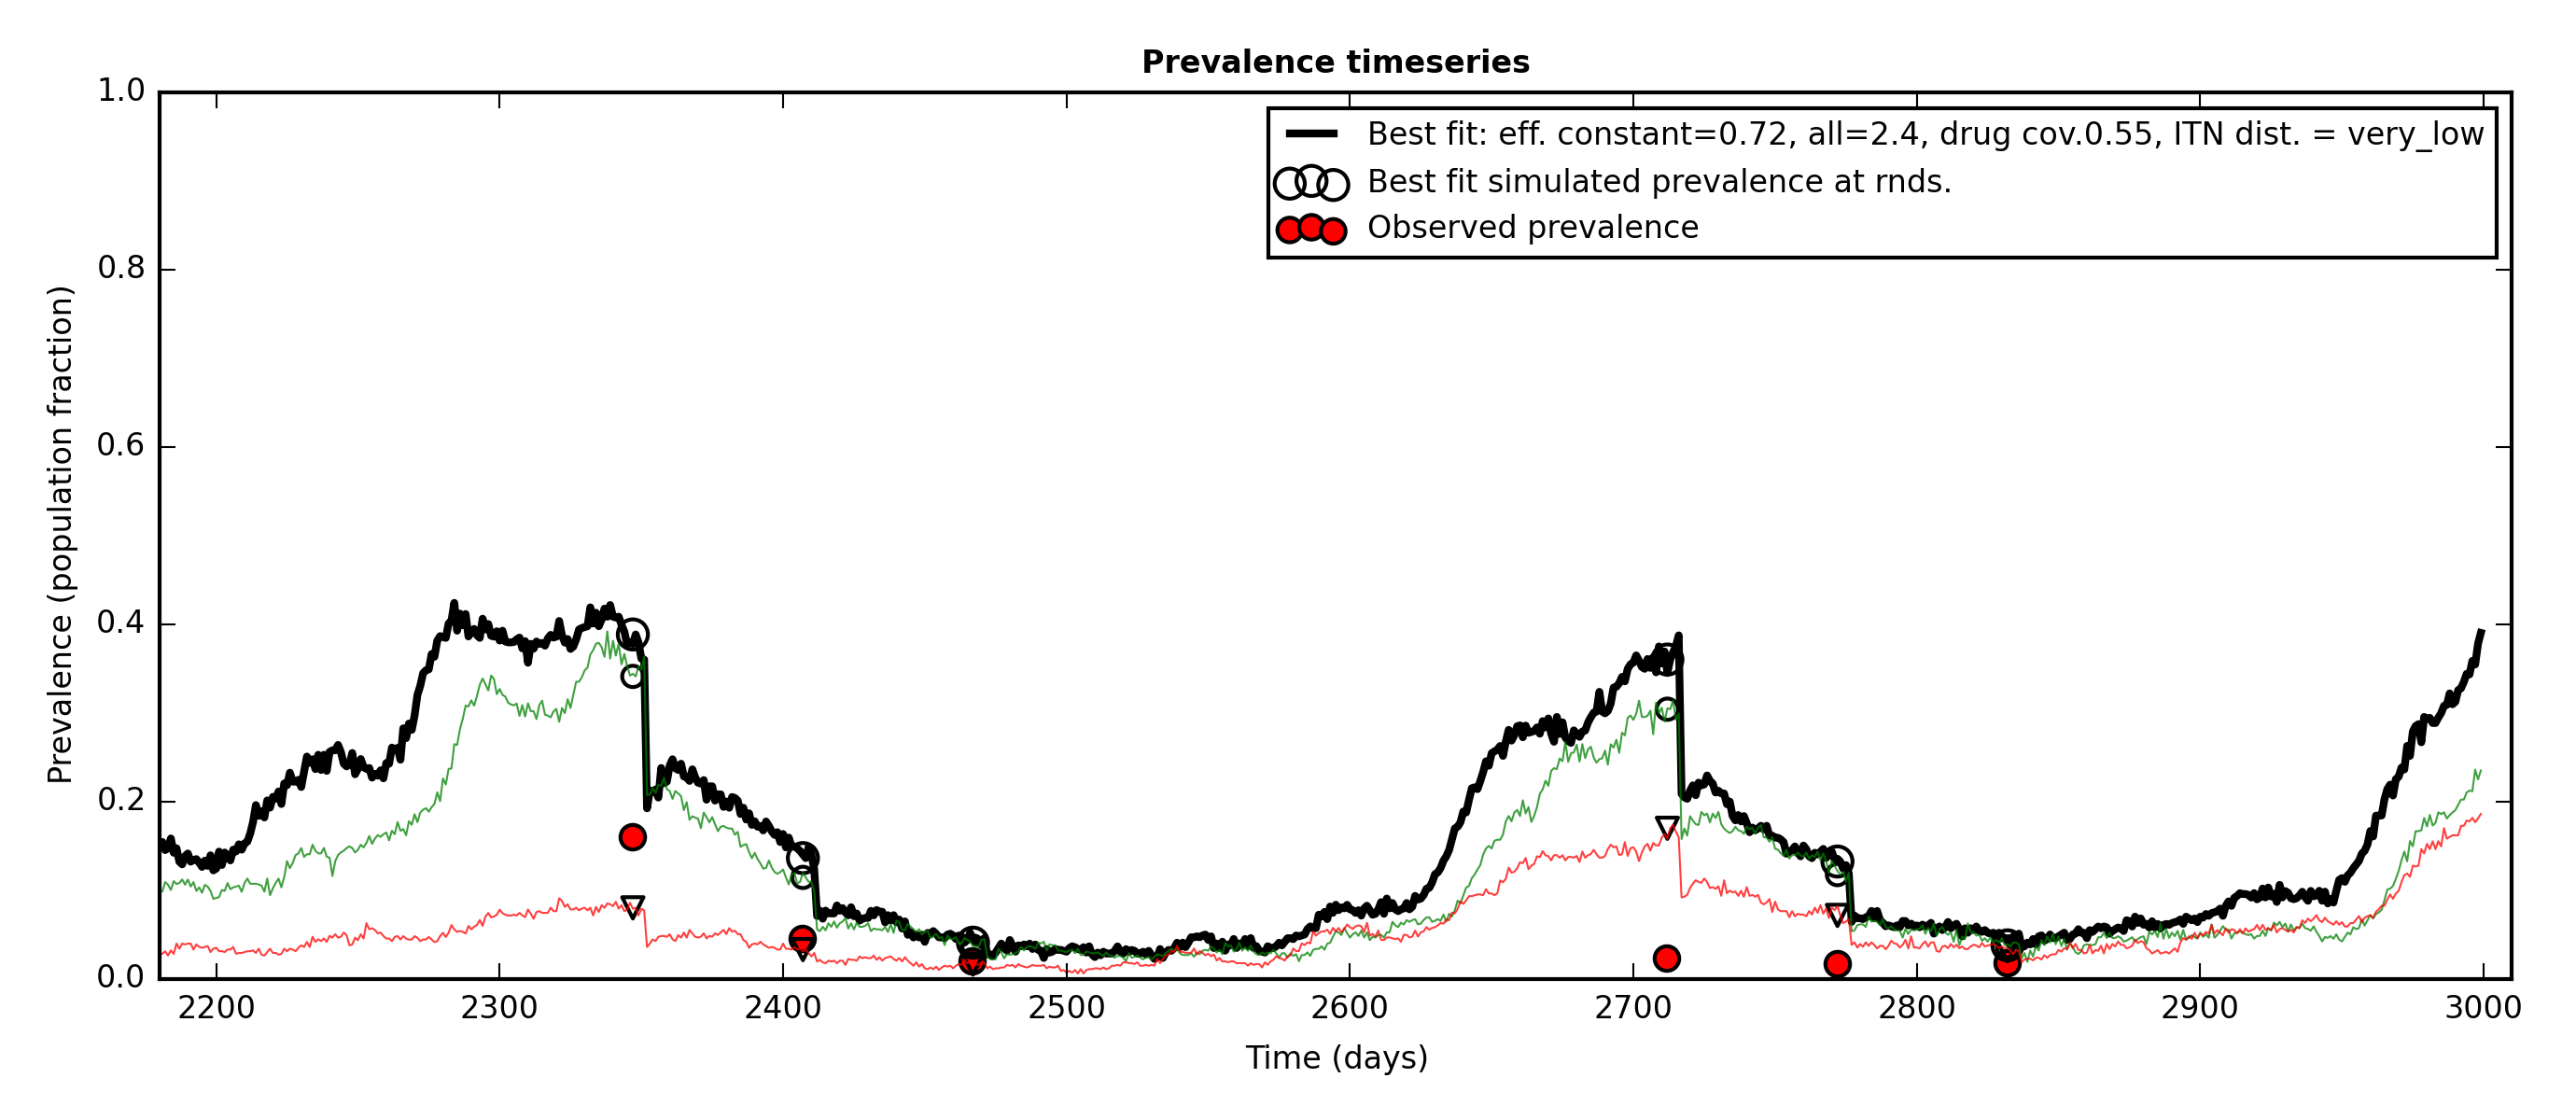 Prevalence timeseries
Best fit: eff. constant=0.72, all=2.4, drug cov.0.55, ITN dist. = very_low
Best fit simulated prevalence at rnds.
Observed prevalence
Prevalence (population fraction)
1.0
0.8
0.6
0.4
0.2
0.0
2200 2300 2400 2500 2600 2700 2800 2900 3000
Time (days)